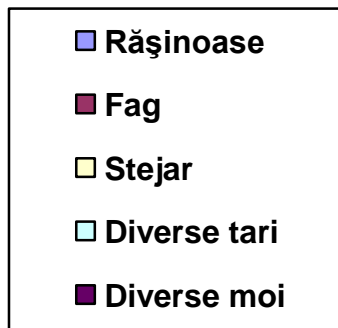 Răşinoase
Fag
Stejar
Diverse tari
Diverse moi